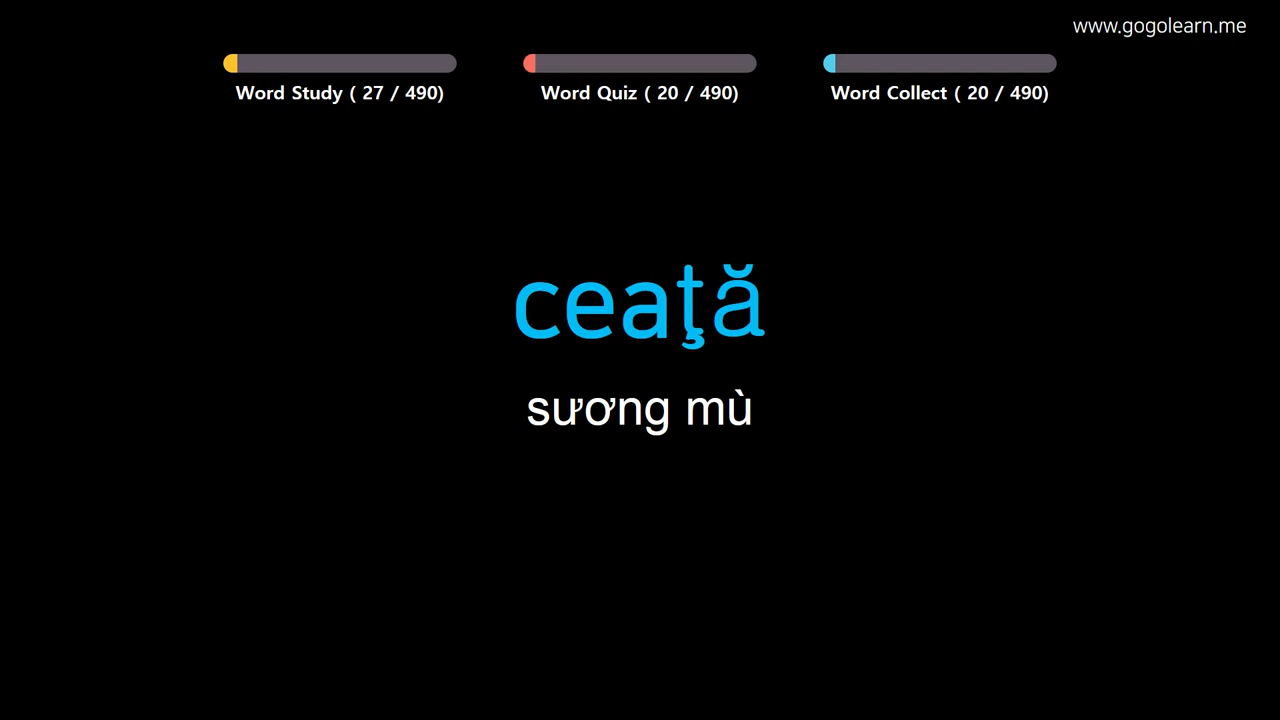 www.gogolearn.me
Word Study ( 27 / 490)
Word Quiz ( 20 / 490)
Word Collect ( 20 / 490)
ceaţă
sương mù